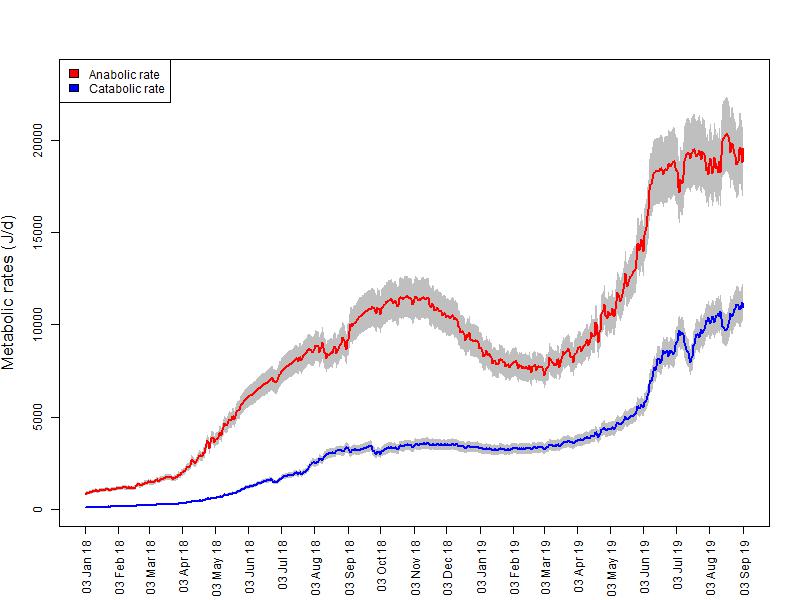 Anabolic rate
Catabolic rate
Metabolic rates (J/d)
20000
15000
10000
5000
0
03 Jan 18
03 Feb 18
03 Mar 18
03 Apr 18
03 May 18
03 Jun 18
03 Jul 18
03 Aug 18
03 Sep 18
03 Oct 18
03 Nov 18
03 Dec 18
03 Jan 19
03 Feb 19
03 Mar 19
03 Apr 19
03 May 19
03 Jun 19
03 Jul 19
03 Aug 19
03 Sep 19